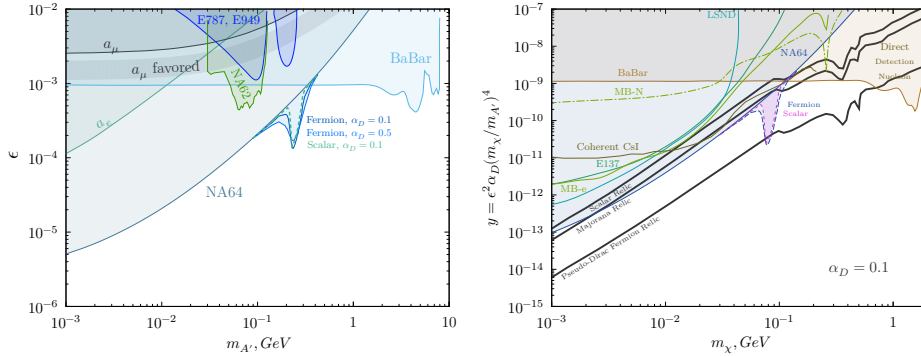 10^{-2}
10^{-3}
10^{-4}
10^{-5}
10^{-6}
ϵ
E787, E949
a_μ
a_μ favored
NA62
BaBar
a_e
Fermion, α_D = 0.1
Fermion, α_D = 0.5
Scalar, α_D = 0.1
NA64
10^{-3}
10^{-2}
10^{-1}
1
10
m_{A'}, GeV
10^{-7}
10^{-8}
10^{-9}
10^{-10}
10^{-11}
10^{-12}
10^{-13}
10^{-14}
10^{-15}
y = ϵ^2 α_D (m_χ/m_{A'})^4
LSND
NA64
Direct
Detection
Nucleon
BaBar
MB-N
Fermion
Scalar
Coherent CsI
E137
MB-e
Scalar Relic
Majorana Relic
Pseudo-Dirac Fermion Relic
α_D = 0.1
10^{-3}
10^{-2}
10^{-1}
1
m_χ, GeV